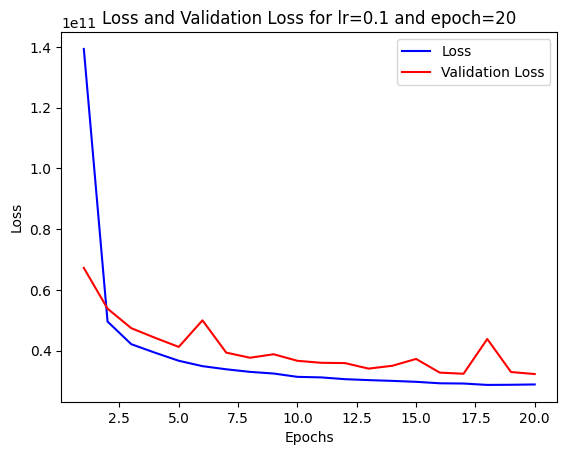 Loss and Validation Loss for lr=0.1 and epoch=20
1e11
1.4
1.2
1.0
0.8
0.6
0.4
Loss
Loss
Validation Loss
2.5 5.0 7.5 10.0 12.5 15.0 17.5 20.0
Epochs